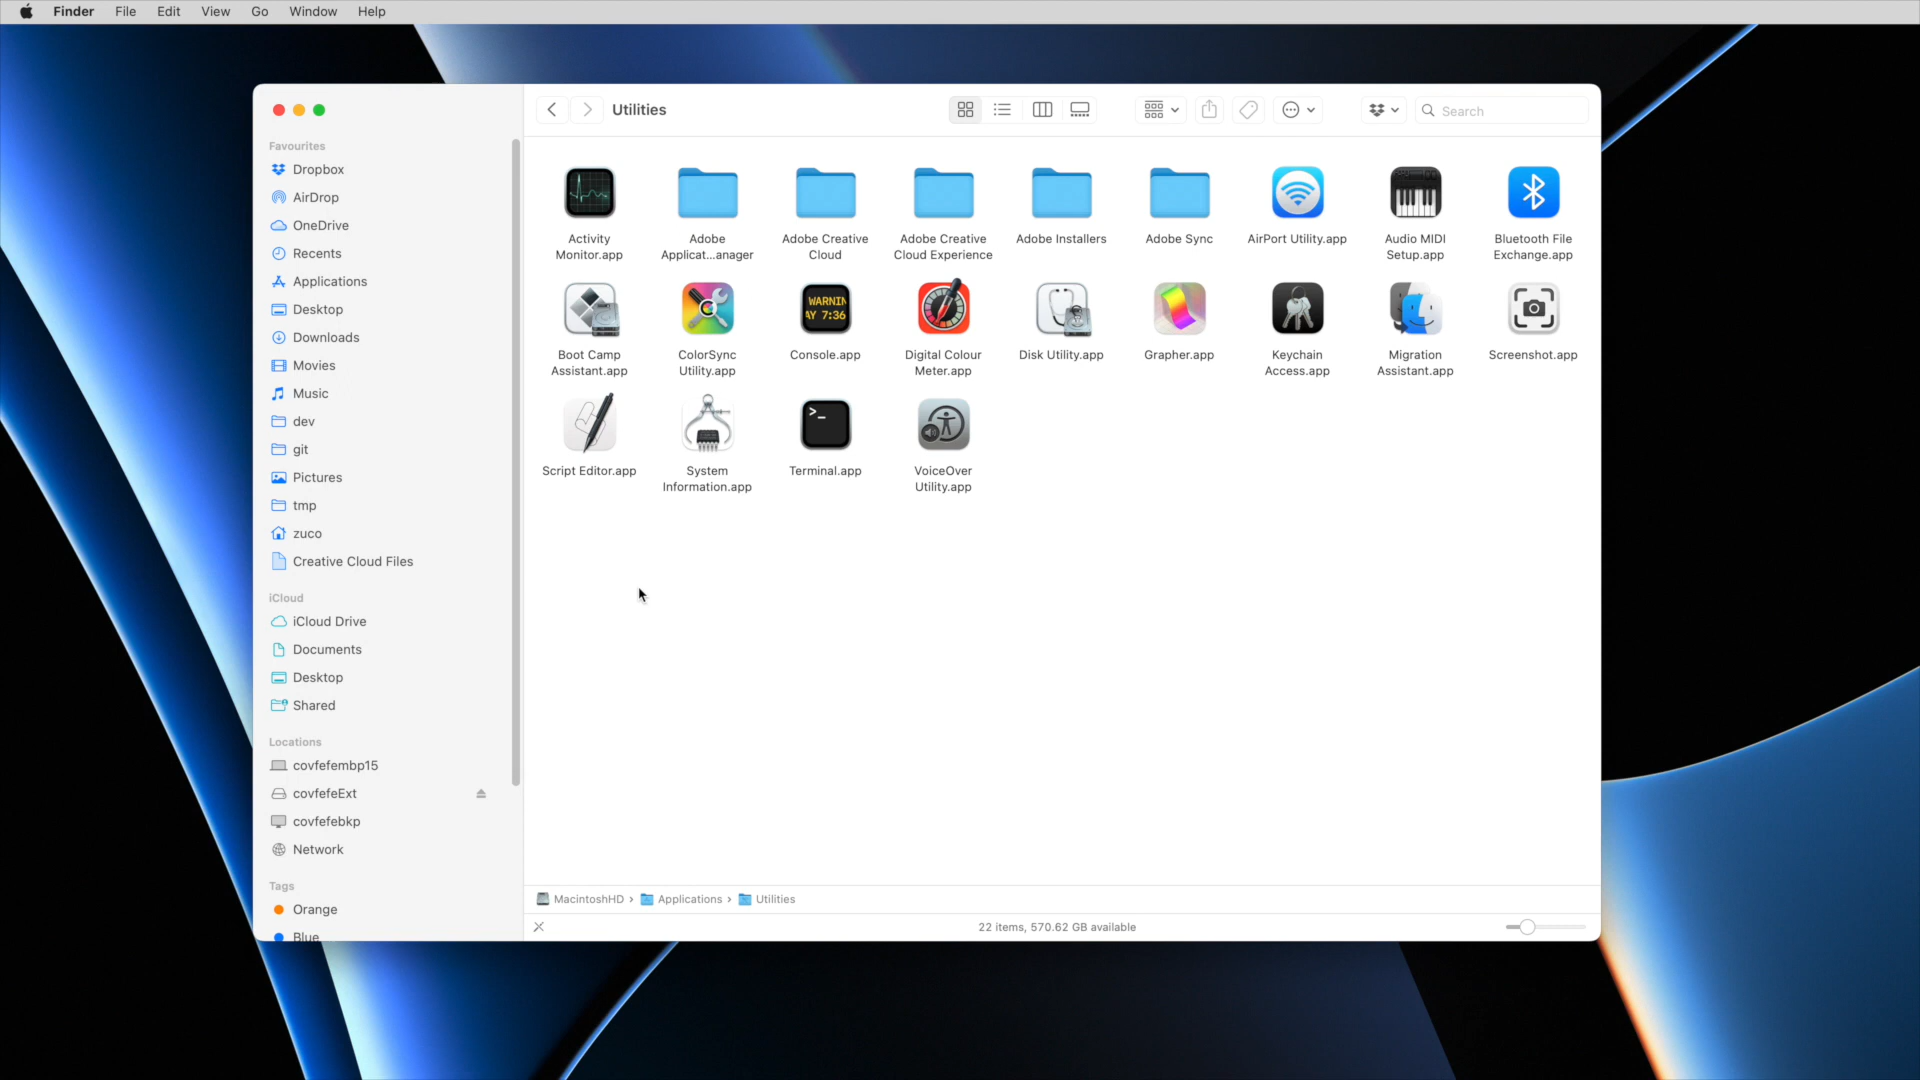 Finder File Edit View Go Window Help
Utilities
Search
Favourites
Dropbox
AirDrop
OneDrive
Recents
Applications
Desktop
Downloads
Movies
Music
dev
git
Pictures
tmp
zuco
Creative Cloud Files
iCloud
iCloud Drive
Documents
Desktop
Shared
Locations
covfefembp15
covfefeExt
covfefebkp
Network
Tags
Orange
Blue
Activity
Monitor.app
Adobe
Applicat...anager
Adobe Creative
Cloud
Adobe Creative
Cloud Experience
Adobe Installers
Adobe Sync
AirPort Utility.app
Audio MIDI
Setup.app
Bluetooth File
Exchange.app
Boot Camp
Assistant.app
ColorSync
Utility.app
WARNIN
AY 7:36
Console.app
Digital Colour
Meter.app
Disk Utility.app
Grapher.app
Keychain
Access.app
Migration
Assistant.app
Screenshot.app
Script Editor.app
System
Information.app
>_
Terminal.app
VoiceOver
Utility.app
MacintoshHD › Applications › Utilities
22 items, 570.62 GB available